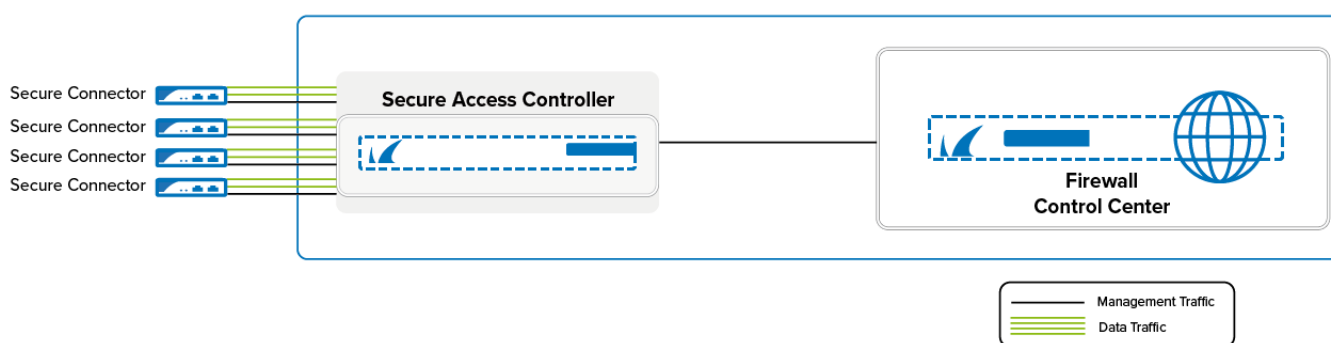 Secure Connector
Secure Connector
Secure Connector
Secure Connector
Secure Access Controller
Firewall
Control Center
Management Traffic
Data Traffic